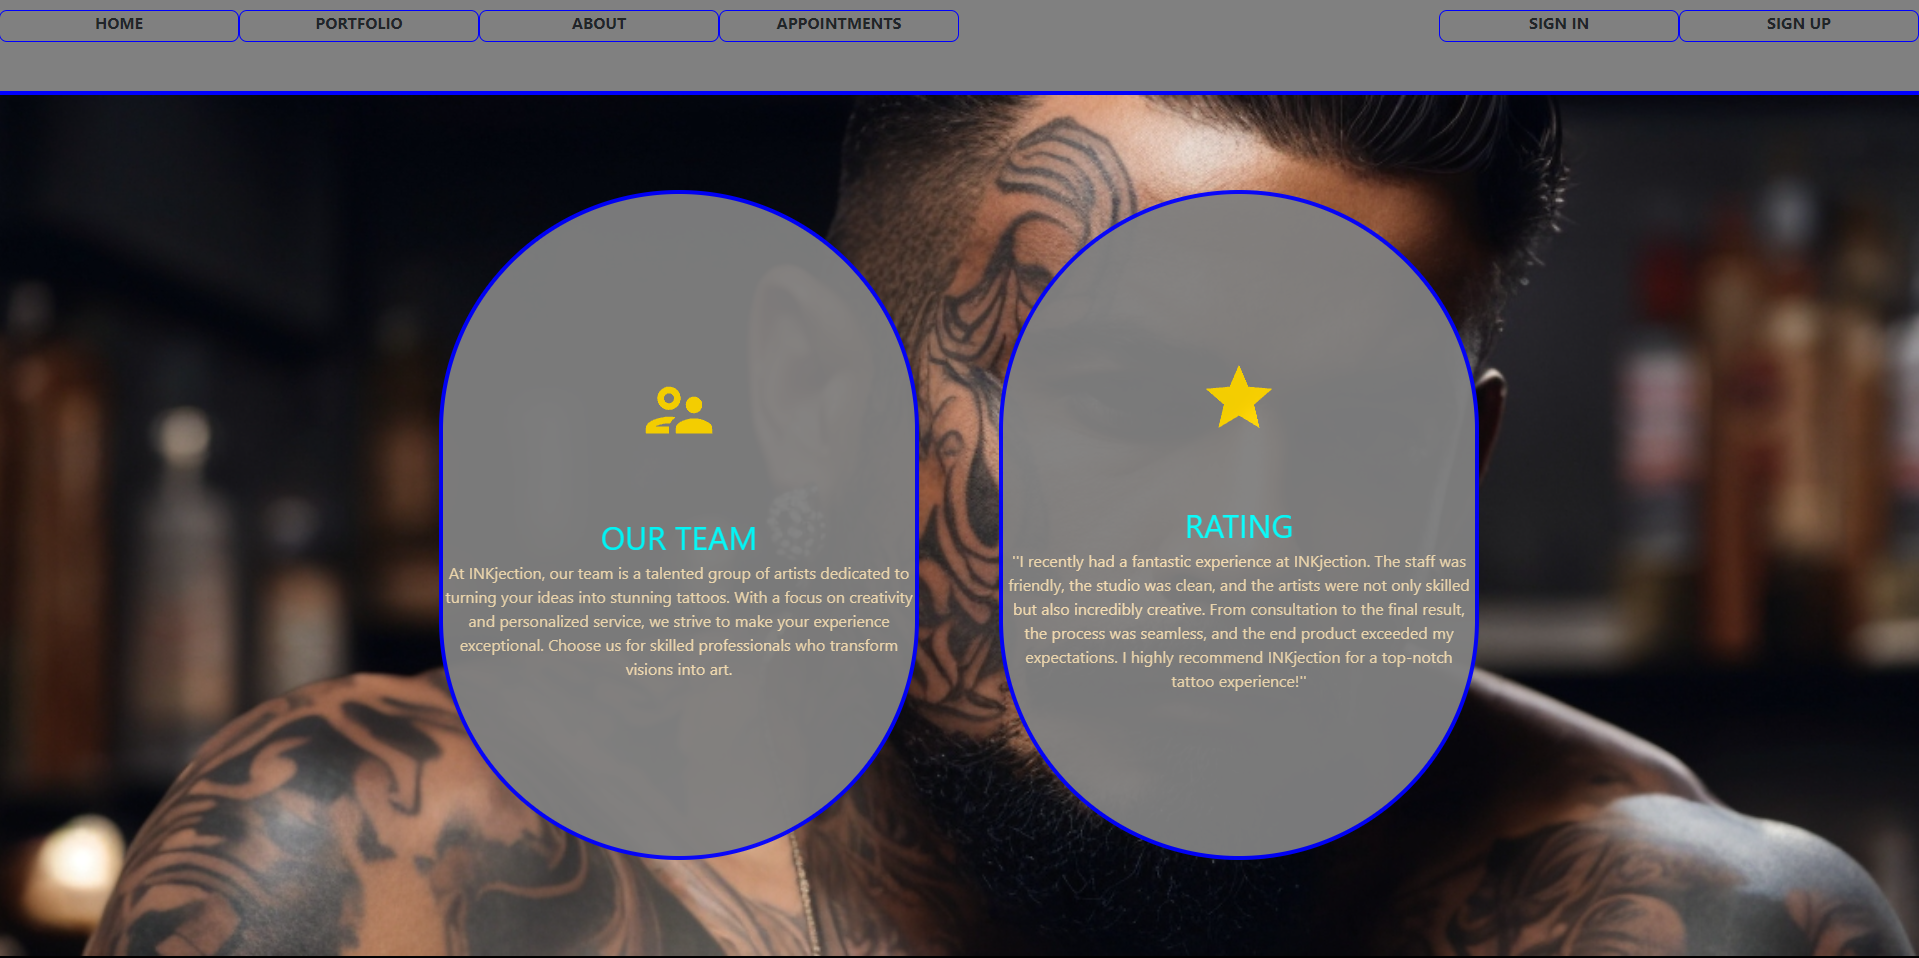 HOME PORTFOLIO ABOUT APPOINTMENTS SIGN IN SIGN UP
OUR TEAM
At INKjection, our team is a talented group of artists dedicated to
turning your ideas into stunning tattoos. With a focus on creativity
and personalized service, we strive to make your experience
exceptional. Choose us for skilled professionals who transform
visions into art.
RATING
"I recently had a fantastic experience at INKjection. The staff was
friendly, the studio was clean, and the artists were not only skilled
but also incredibly creative. From consultation to the final result,
the process was seamless, and the end product exceeded my
expectations. I highly recommend INKjection for a top-notch
tattoo experience!"